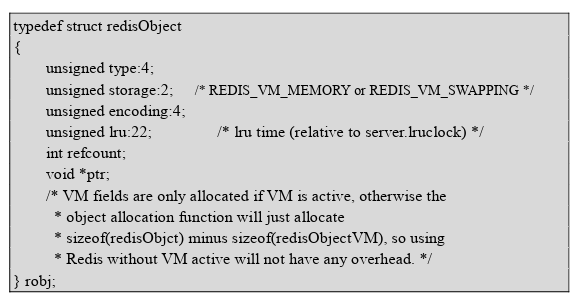 typedef struct redisObject
{
unsigned type:4;
unsigned storage:2; /* REDIS_VM_MEMORY or REDIS_VM_SWAPPING */
unsigned encoding:4;
unsigned lru:22; /* lru time (relative to server.lruclock) */
int refcount;
void *ptr;
/* VM fields are only allocated if VM is active, otherwise the
* object allocation function will just allocate
* sizeof(redisObjct) minus sizeof(redisObjectVM), so using
* Redis without VM active will not have any overhead. */
} robj;